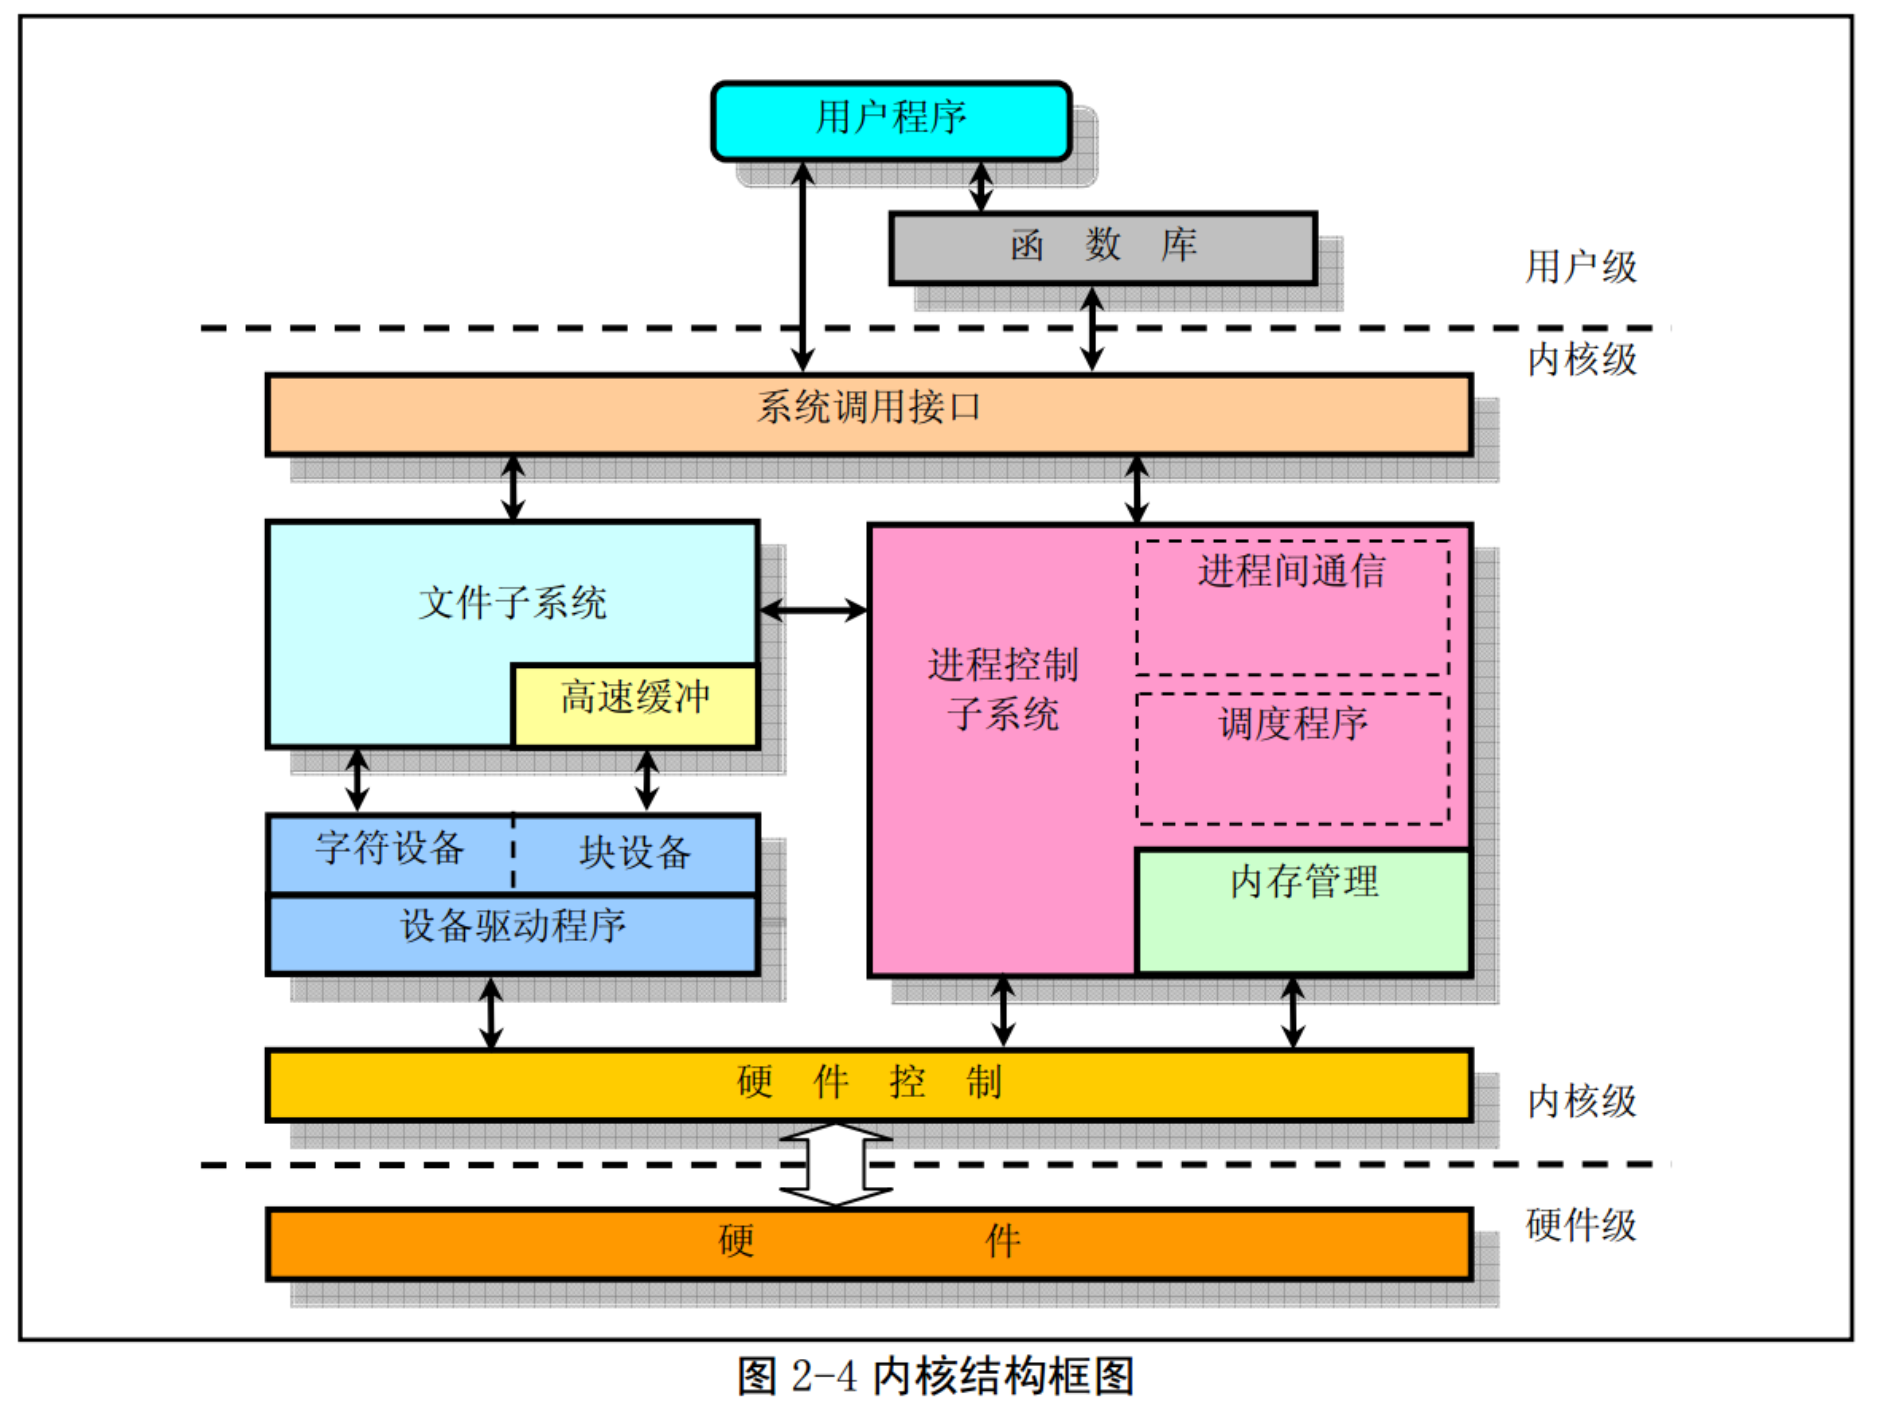 用户程序
函 数 库
用户级
内核级
系统调用接口
文件子系统
高速缓冲
进程控制
子系统
进程间通信
调度程序
内存管理
字符设备
块设备
设备驱动程序
硬 件 控 制
内核级
硬 件
硬件级
图 2-4 内核结构框图